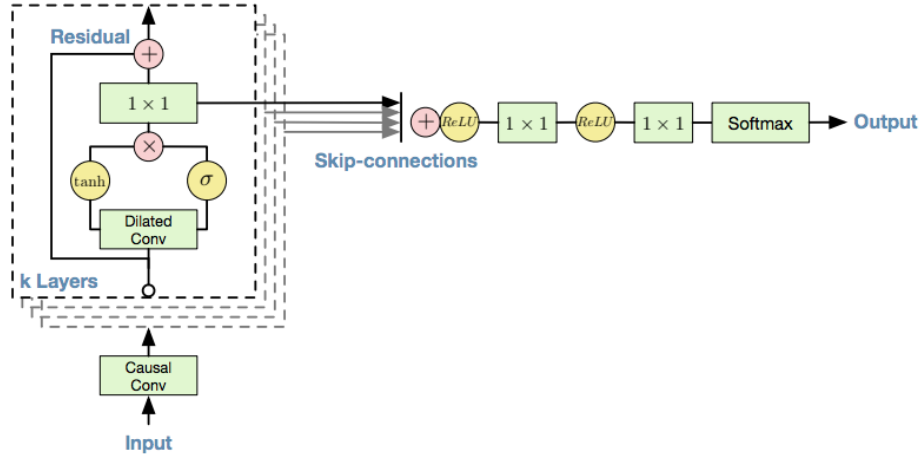 Residual
+
1 × 1
×
tanh
σ
Dilated
Conv
k Layers
Causal
Conv
Input
Skip-connections
+
ReLU
1 × 1
ReLU
1 × 1
Softmax
Output